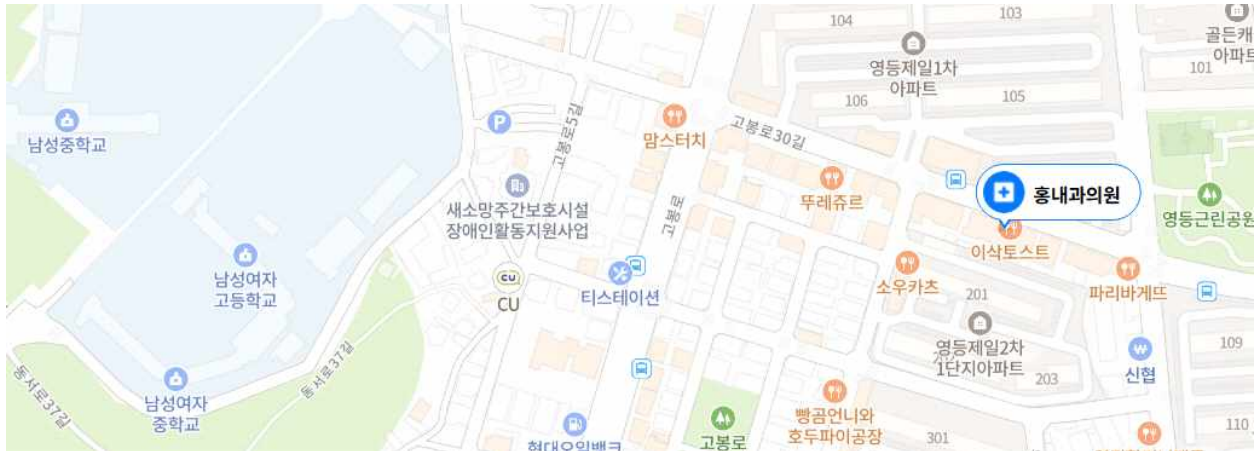 104
103
골든캐
아파트
영등제일1차
아파트
101
106
105
남성중학교
P
고봉로5길
맘스터치
고봉로30길
홍내과의원
뚜레쥬르
새소망주간보호시설
장애인활동지원사업
고봉로
이삭토스트
영등근린공원
남성여자
고등학교
CU
CU
티스테이션
소우카츠
201
파리바게뜨
영등제일2차
1단지아파트
203
109
신협
동서로37길
동서로37길
남성여자
중학교
빵곰언니와
호두파이공장
고봉로
301
110
현대오일뱅크